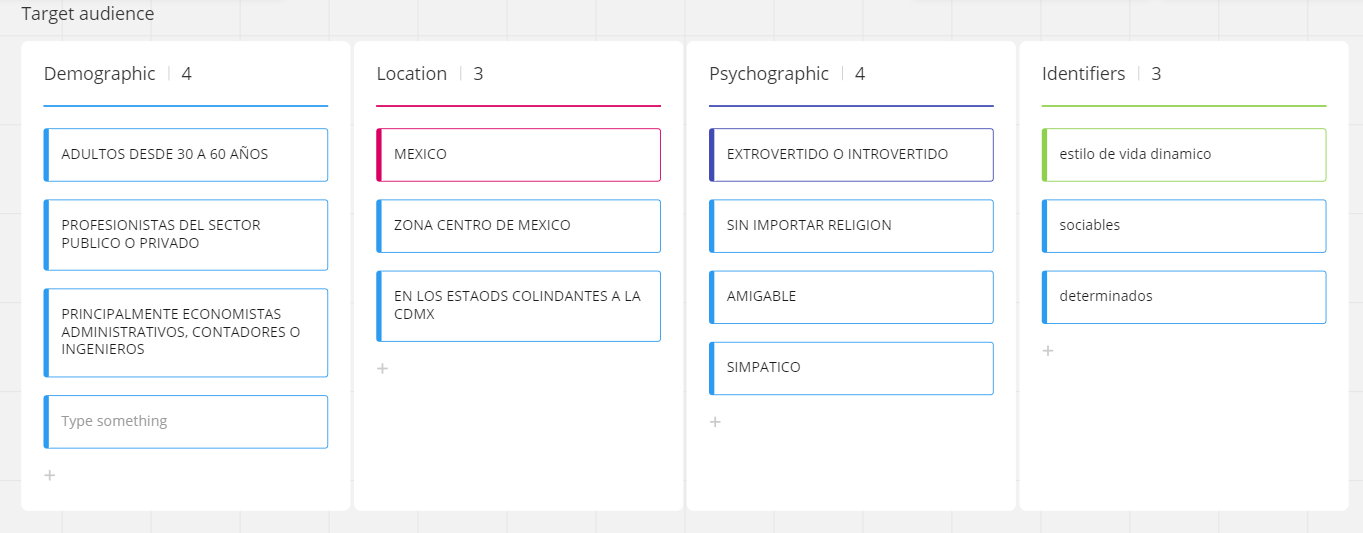 Target audience
Demographic | 4
ADULTOS DESDE 30 A 60 AÑOS
PROFESIONISTAS DEL SECTOR
PUBLICO O PRIVADO
PRINCIPALMENTE ECONOMISTAS
ADMINISTRATIVOS, CONTADORES O
INGENIEROS
Type something
+
Location | 3
MEXICO
ZONA CENTRO DE MEXICO
EN LOS ESTAODS COLINDANTES A LA
CDMX
+
Psychographic | 4
EXTROVERTIDO O INTROVERTIDO
SIN IMPORTAR RELIGION
AMIGABLE
SIMPATICO
+
Identifiers | 3
estilo de vida dinamico
sociables
determinados
+